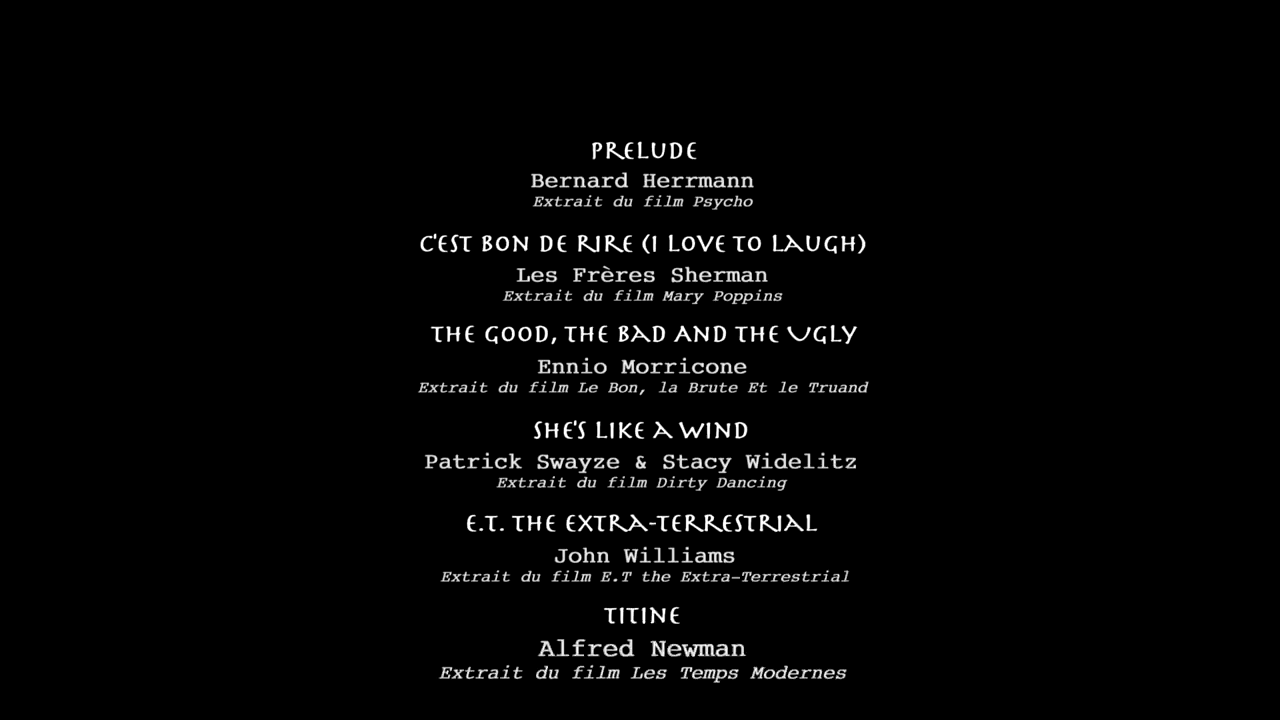 PRELUDE
Bernard Herrmann
Extrait du film Psycho
C'EST BON DE RIRE (I LOVE TO LAUGH)
Les Frères Sherman
Extrait du film Mary Poppins
THE GOOD, THE BAD AND THE UGLY
Ennio Morricone
Extrait du film Le Bon, la Brute Et le Truand
SHE'S LIKE A WIND
Patrick Swayze & Stacy Widelitz
Extrait du film Dirty Dancing
E.T. THE EXTRA-TERRESTRIAL
John Williams
Extrait du film E.T the Extra-Terrestrial
TITINE
Alfred Newman
Extrait du film Les Temps Modernes